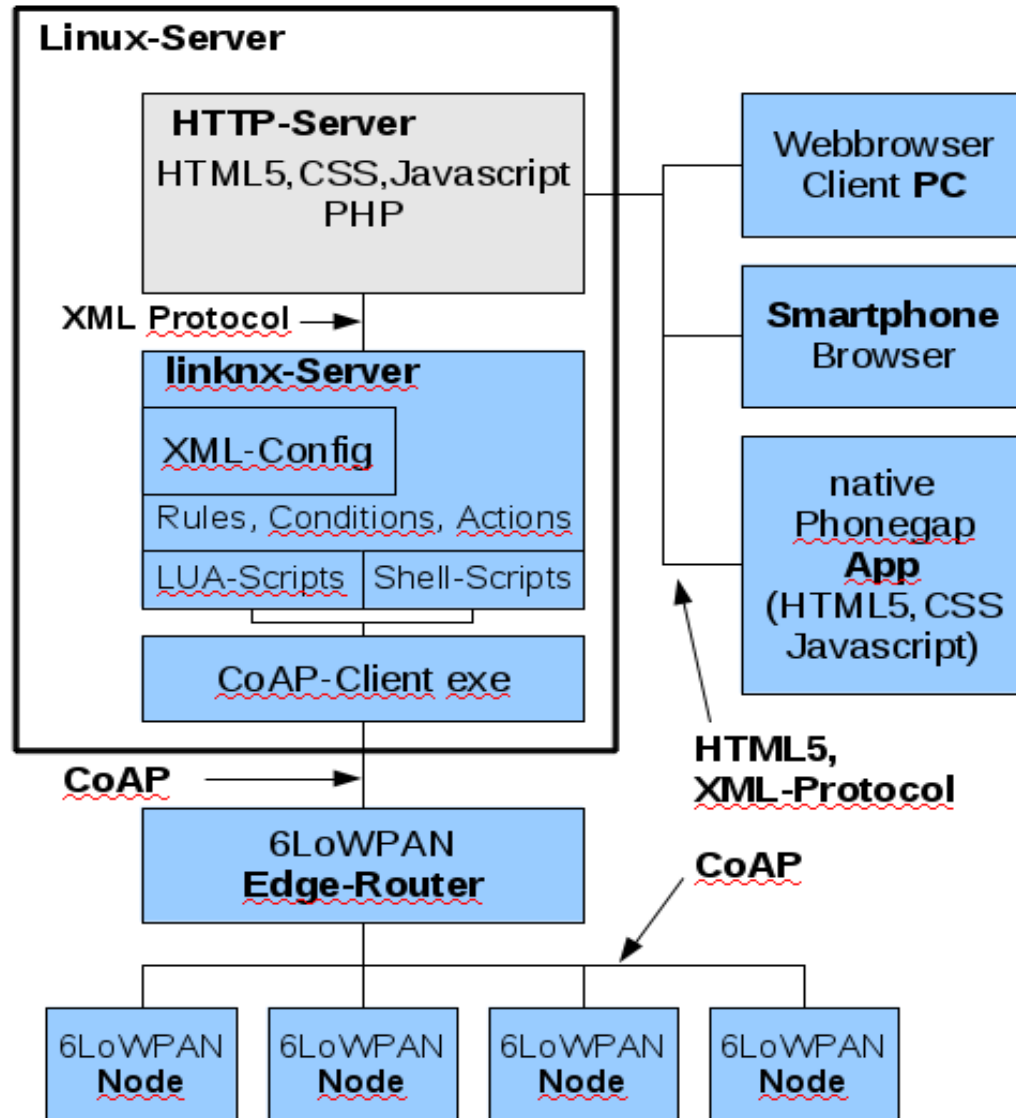 Linux-Server
HTTP-Server
HTML5,CSS,Javascript
PHP
XML Protocol
linknx-Server
XML-Config
Rules, Conditions, Actions
LUA-Scripts
Shell-Scripts
CoAP-Client exe
Webbrowser
Client PC
Smartphone
Browser
native
Phonegap
App
(HTML5,CSS
Javascript)
HTML5,
XML-Protocol
CoAP
6LoWPAN
Edge-Router
CoAP
6LoWPAN
Node
6LoWPAN
Node
6LoWPAN
Node
6LoWPAN
Node